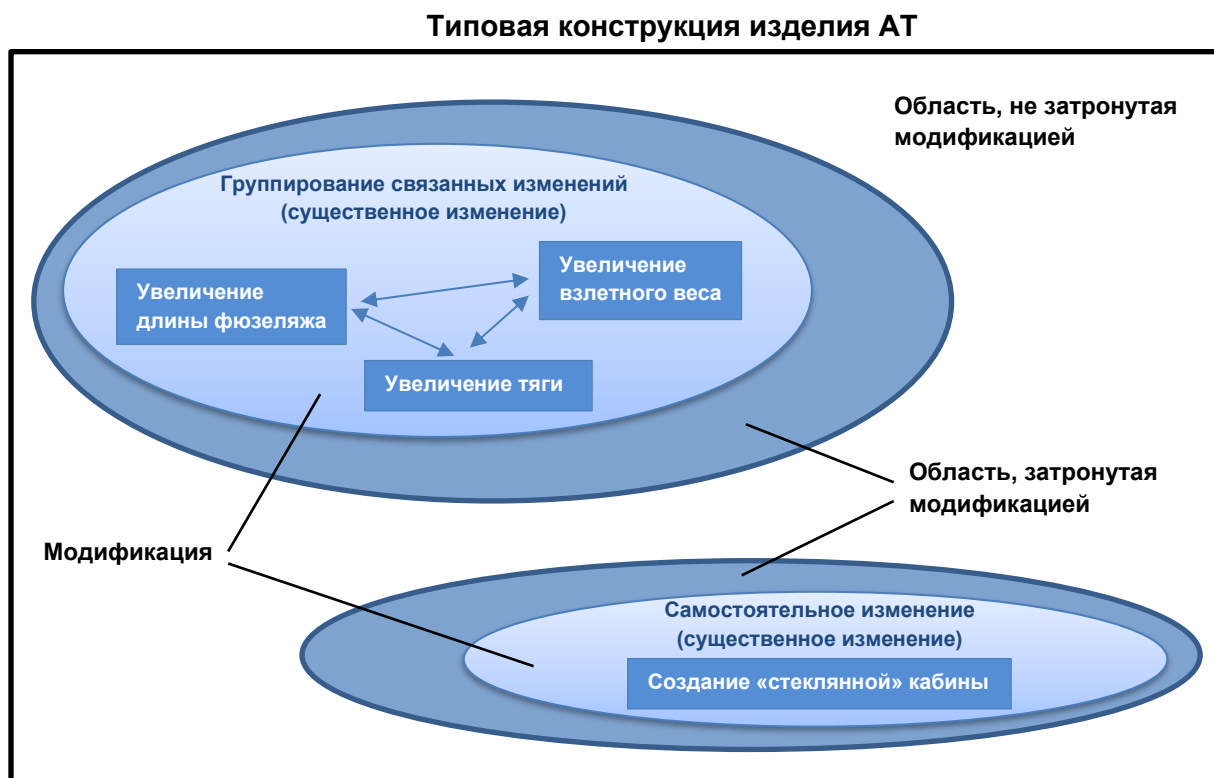 Типовая конструкция изделия АТ
Область, не затронутая
модификацией
Группирование связанных изменений
(существенное изменение)
Увеличение
длины фюзеляжа
Увеличение
взлетного веса
Увеличение тяги
Область, затронутая
модификацией
Модификация
Самостоятельное изменение
(существенное изменение)
Создание «стеклянной» кабины